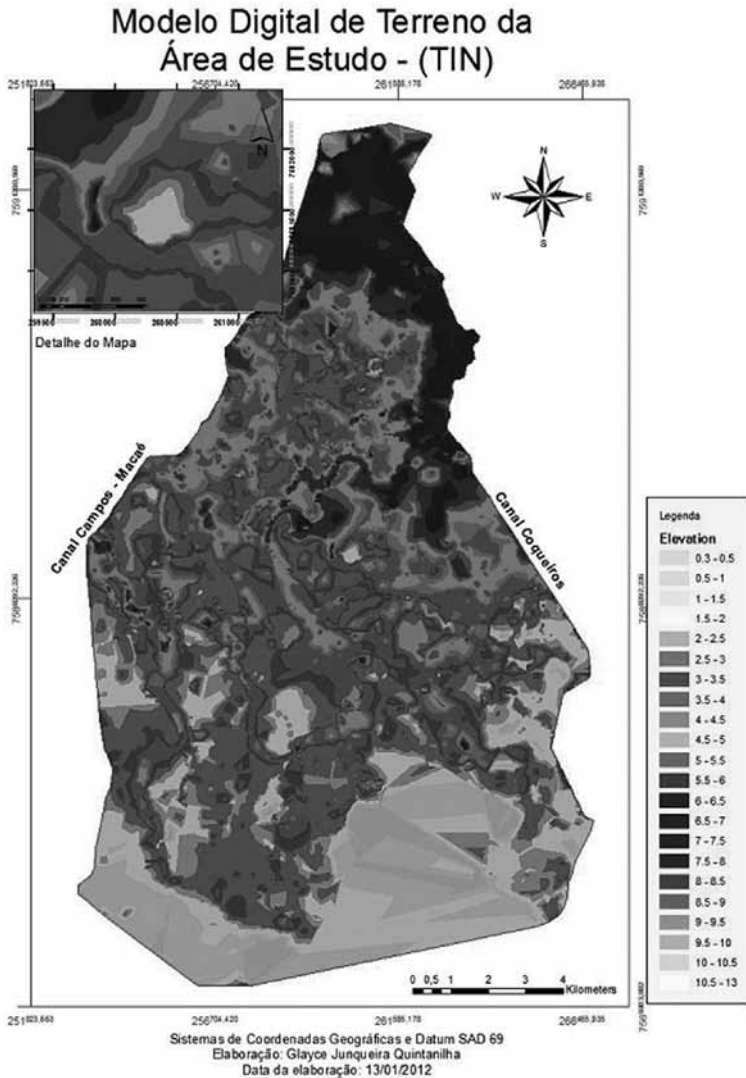 Modelo Digital de Terreno da
Área de Estudo - (TIN)
256704,420
N
Detalhe do Mapa
N
W
E
S
Canal Campos - Macaé
Canal Coqueiros
Legenda
Elevation
0.3 - 0.5
0.5 - 1
1 - 1.5
1.5 - 2
2 - 2.5
2.5 - 3
3 - 3.5
3.5 - 4
4 - 4.5
4.5 - 5
5 - 5.5
5.5 - 6
6 - 6.5
6.5 - 7
7 - 7.5
7.5 - 8
8 - 8.5
8.5 - 9
9 - 9.5
9.5 - 10
10 - 10.5
10.5 - 13
0 0,5 1 2 3 4
Kilometers
256704,420
Sistemas de Coordenadas Geográficas e Datum SAD 69
Elaboração: Glayce Junqueira Quintanilha
Data da elaboração: 13/01/2012